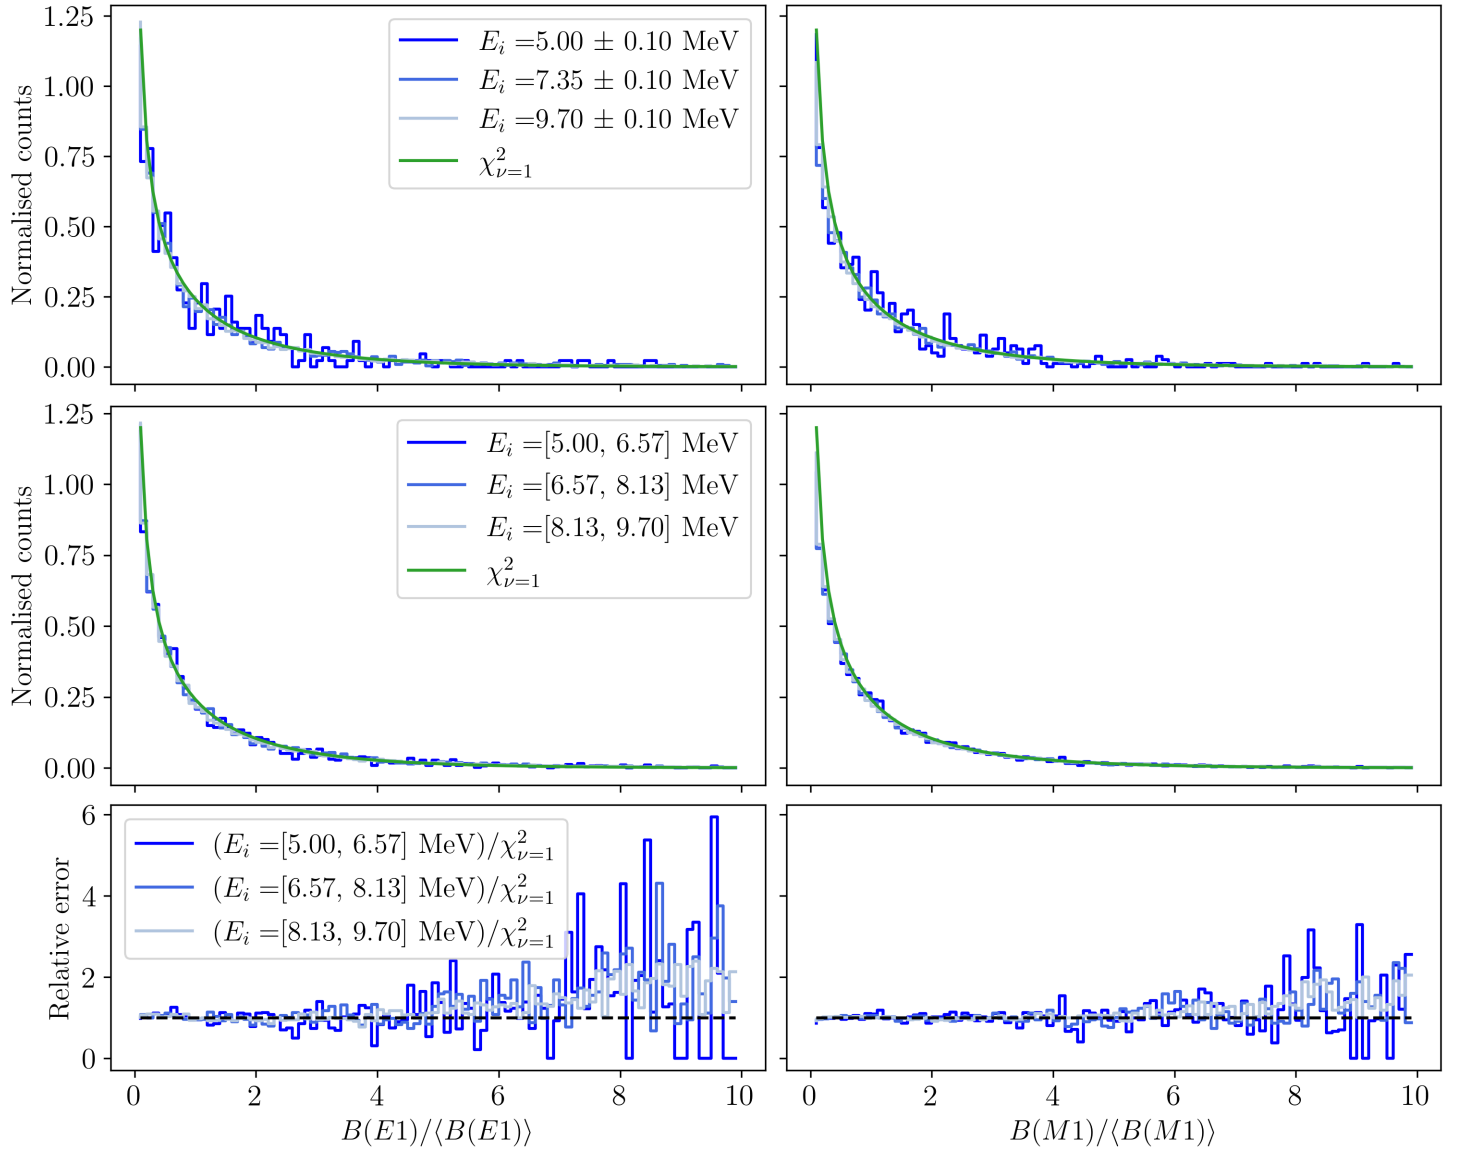 1.25
1.00
0.75
0.50
0.25
0.00
Normalised counts
E_i =5.00 ± 0.10 MeV
E_i =7.35 ± 0.10 MeV
E_i =9.70 ± 0.10 MeV
χ²_{ν=1}
1.25
1.00
0.75
0.50
0.25
0.00
Normalised counts
E_i =[5.00, 6.57] MeV
E_i =[6.57, 8.13] MeV
E_i =[8.13, 9.70] MeV
χ²_{ν=1}
6
4
2
0
Relative error
(E_i =[5.00, 6.57] MeV)/χ²_{ν=1}
(E_i =[6.57, 8.13] MeV)/χ²_{ν=1}
(E_i =[8.13, 9.70] MeV)/χ²_{ν=1}
0 2 4 6 8 10
B(E1)/⟨B(E1)⟩
0 2 4 6 8 10
B(M1)/⟨B(M1)⟩